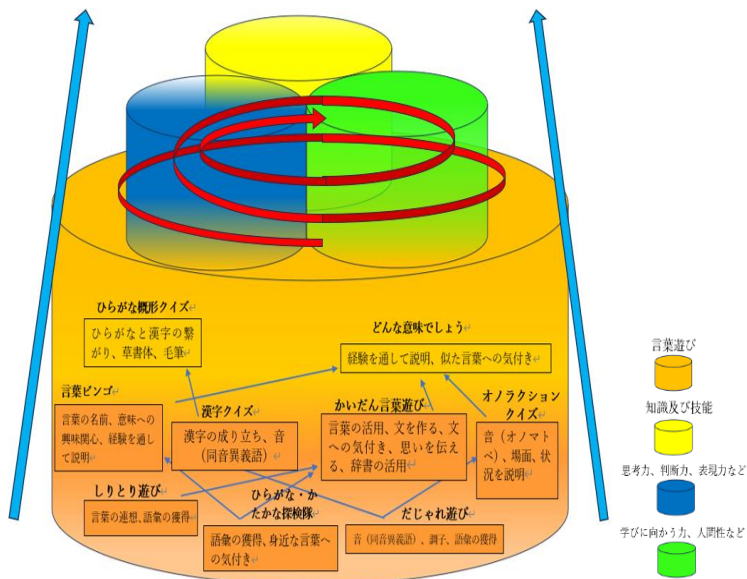 ひらがな概形クイズ↵
ひらがなと漢字の繋
がり、草書体、毛筆↵
どんな意味でしょう↵
経験を通して説明、似た言葉への気付き↵
言葉ビンゴ↵
言葉の名前、意味への
興味関心、経験を通し
て説明↵
漢字クイズ↵
漢字の成り立ち、音
（同音異義語）↵
かいだん言葉遊び↵
言葉の活用、文を作る、文
への気付き、思いを伝え
る、辞書の活用↵
オノラクション
クイズ↵
音（オノマト
ペ）、場面、状
況を説明↵
しりとり遊び↵
言葉の連想、語彙の獲得↵
ひらがな・か
たかな探検隊↵
語彙の獲得、身近な言葉へ
の気付き↵
だじゃれ遊び↵
音（同音異義語）、調子、語彙の獲得↵
言葉遊び↵
知識及び技能↵
思考力、判断力、表現力など↵
学びに向かう力、人間性など↵